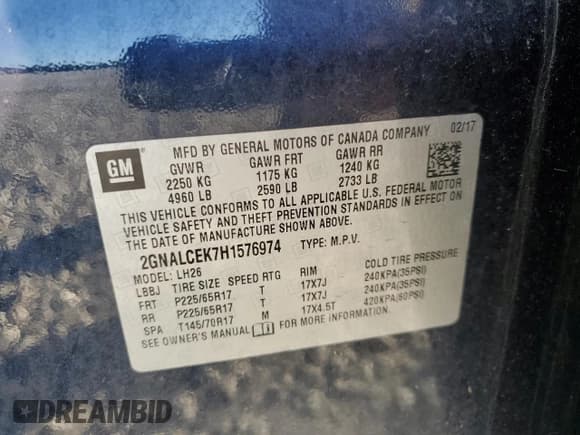 GM
MFD BY GENERAL MOTORS OF CANADA COMPANY 02/17
GVWR GAWR FRT GAWR RR
2250 KG 1175 KG 1240 KG
4960 LB 2590 LB 2733 LB
THIS VEHICLE CONFORMS TO ALL APPLICABLE U.S. FEDERAL MOTOR
VEHICLE SAFETY AND THEFT PREVENTION STANDARDS IN EFFECT ON
THE DATE OF MANUFACTURE SHOWN ABOVE.
2GNALCEK7H1576974 TYPE: M.P.V.
MODEL: LH26
LBBJ TIRE SIZE SPEED RTG RIM COLD TIRE PRESSURE
FRT P225/65R17 T 17X7J 240KPA(35PSI)
RR P225/65R17 T 17X7J 240KPA(35PSI)
SPA T145/70R17 M 17X4.5T 420KPA(60PSI)
SEE OWNER'S MANUAL FOR MORE INFORMATION.
DREAMBID